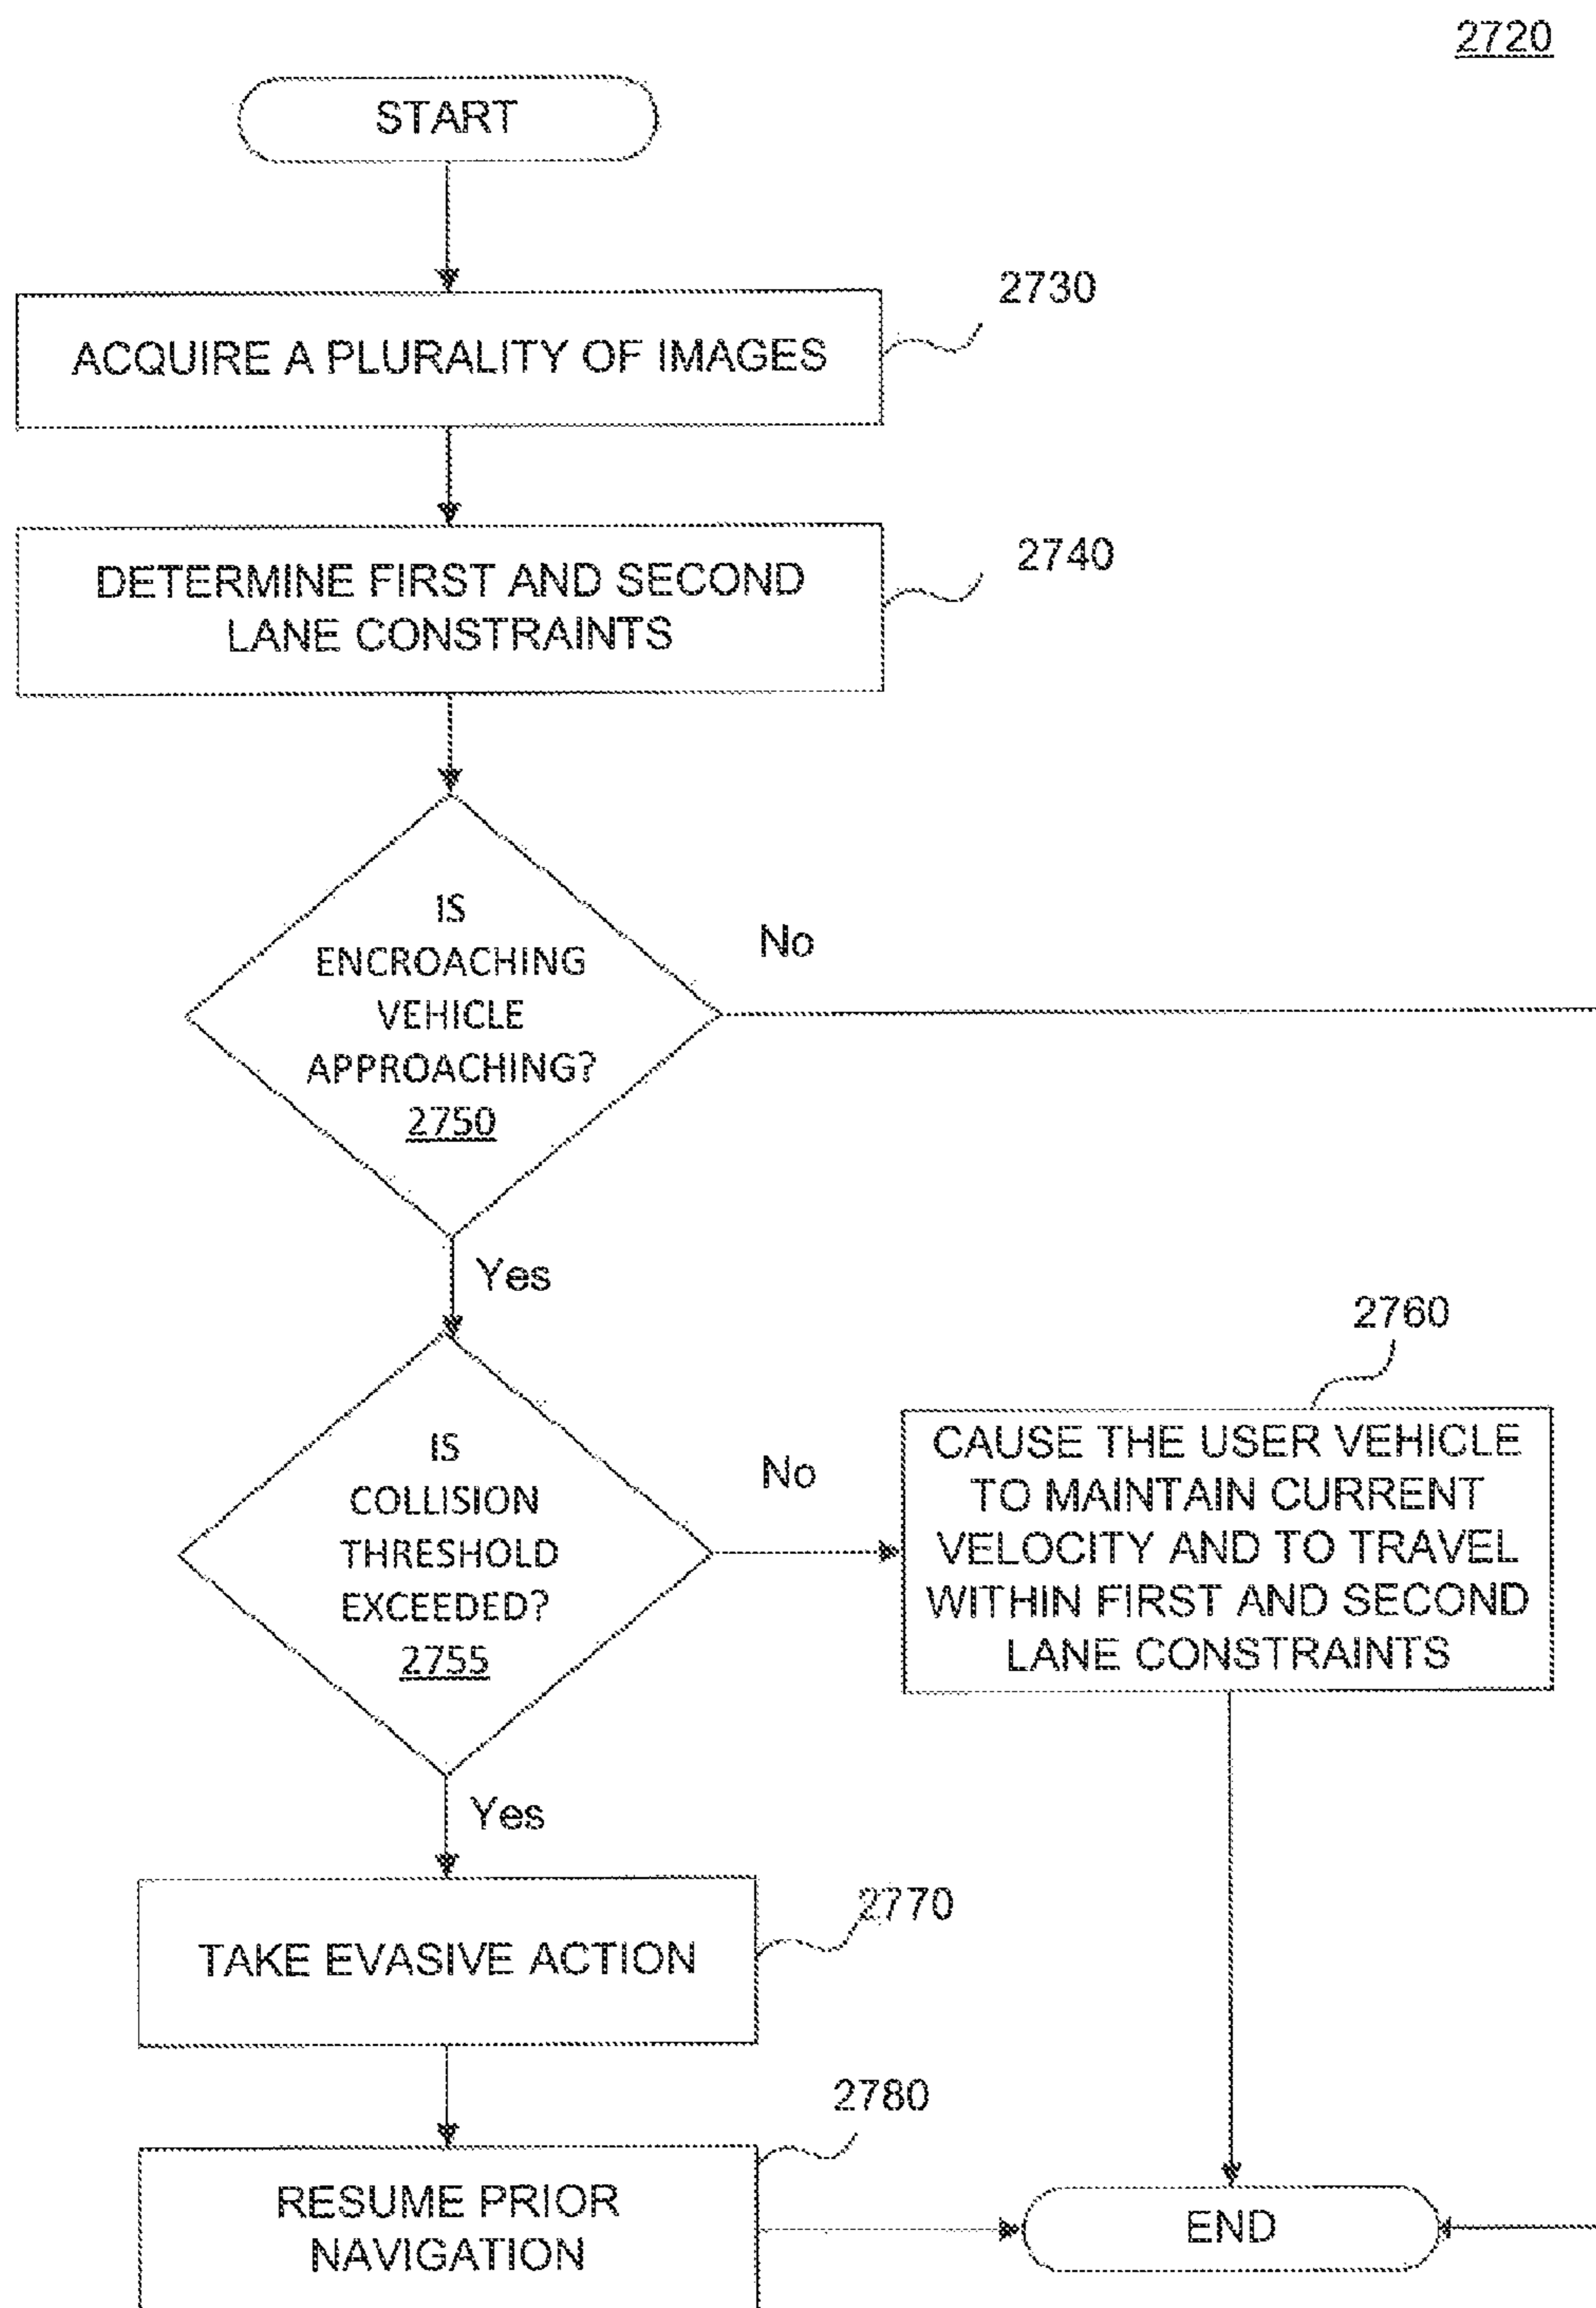 2720
START
2730
ACQUIRE A PLURALITY OF IMAGES
2740
DETERMINE FIRST AND SECOND
LANE CONSTRAINTS
IS
ENCROACHING
VEHICLE
APPROACHING?
2750
No
Yes
IS
COLLISION
THRESHOLD
EXCEEDED?
2755
No
2760
CAUSE THE USER VEHICLE
TO MAINTAIN CURRENT
VELOCITY AND TO TRAVEL
WITHIN FIRST AND SECOND
LANE CONSTRAINTS
Yes
2770
TAKE EVASIVE ACTION
2780
RESUME PRIOR
NAVIGATION
END